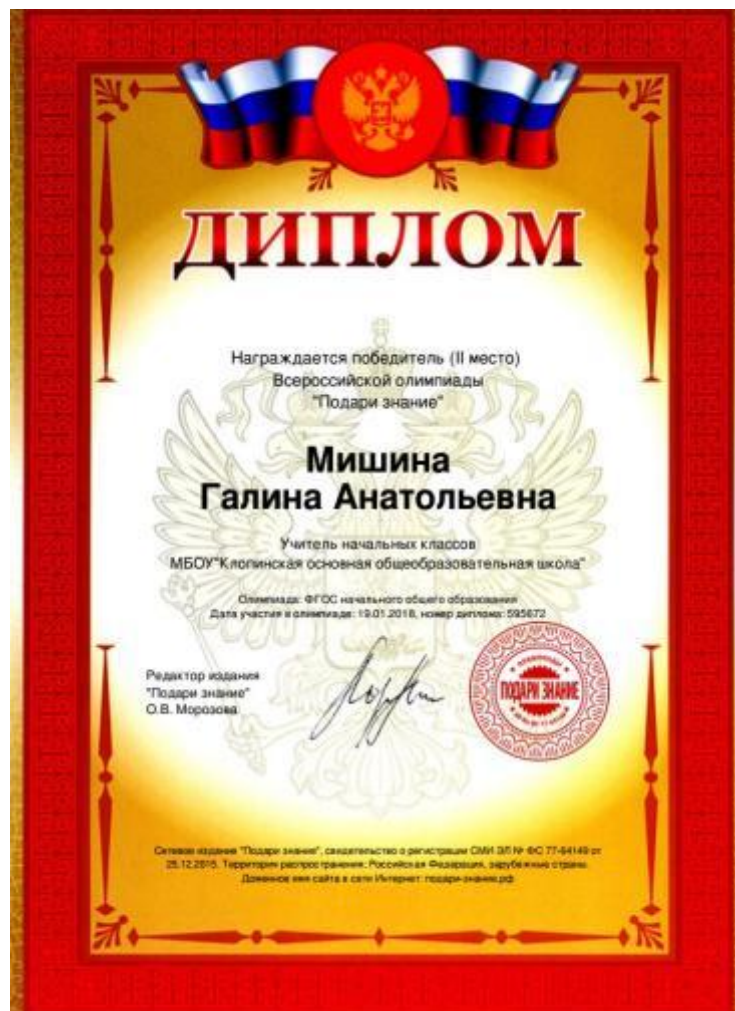 ДИПЛОМ
Награждается победитель (II место)
Всероссийской олимпиады
"Подари знание"
Мишина
Галина Анатольевна
Учитель начальных классов
МБОУ"Клопинская основная общеобразовательная школа"
Олимпиада: ФГОС начального общего образования
Дата участия в олимпиаде: 19.01.2018, номер диплома: 595672
Редактор издания
"Подари знание"
О.В. Морозова
ПОДАРИ ЗНАНИЕ
Сетевое издание "Подари знание", свидетельство о регистрации СМИ ЭЛ № ФС 77-64149 от
25.12.2015. Территория распространения: Российская Федерация, зарубежные страны.
Доменное имя сайта в сети Интернет: подари-знание.рф